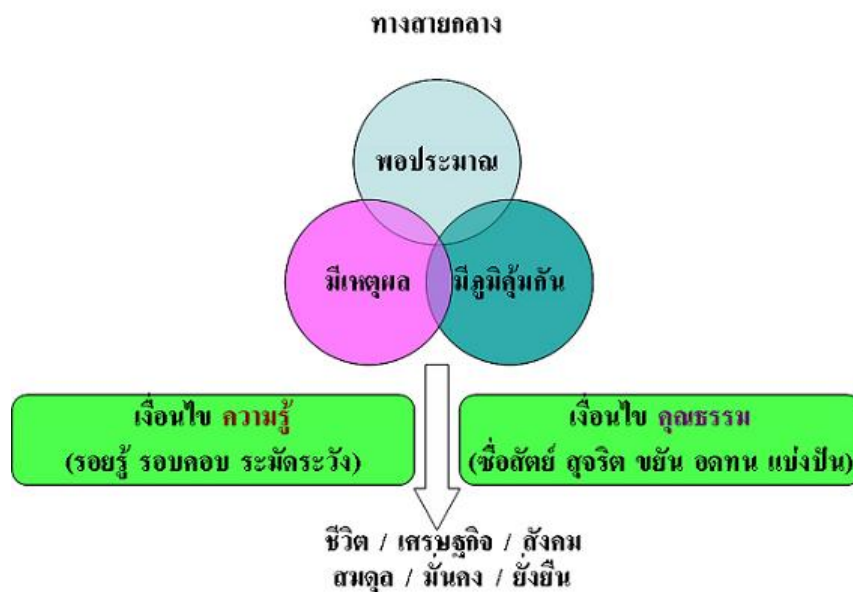 ทางสายกลาง
พอประมาณ
มีเหตุผล
มีภูมิคุ้มกัน
เงื่อนไข ความรู้
(รอยรู้ รอบคอบ ระมัดระวัง)
เงื่อนไข คุณธรรม
(ซื่อสัตย์ สุจริต ขยัน อดทน แบ่งปัน)
ชีวิต / เศรษฐกิจ / สังคม
สมดุล / มั่นคง / ยั่งยืน